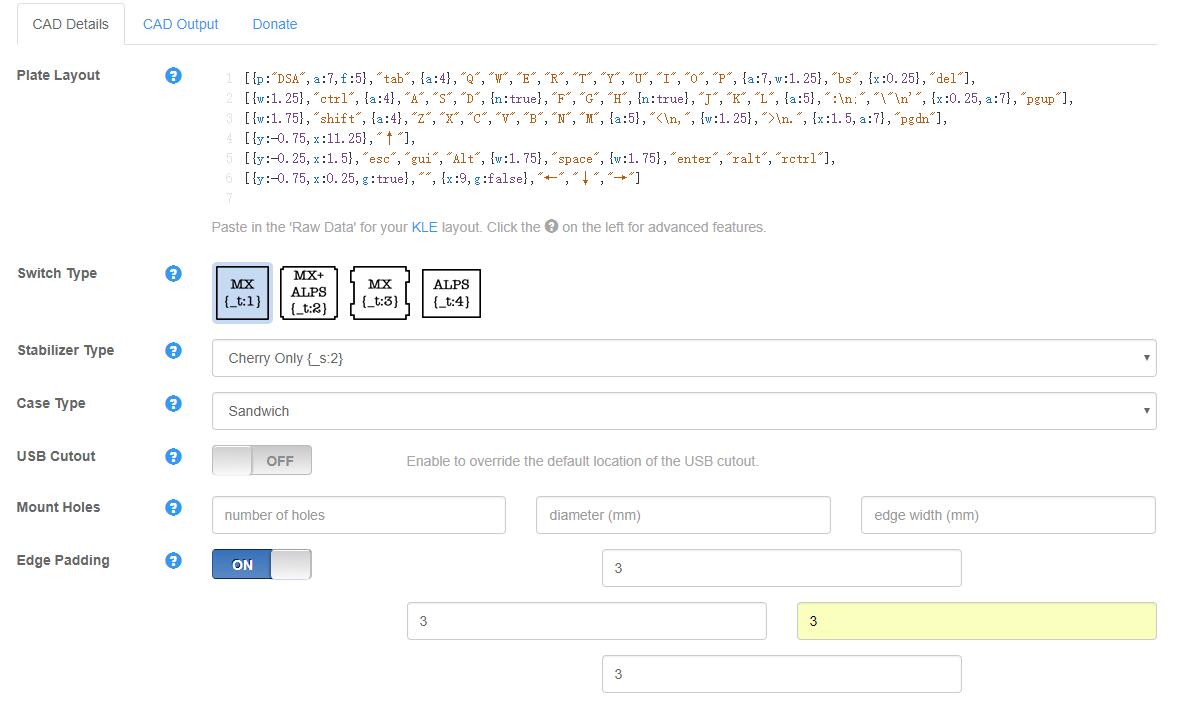 CAD Details CAD Output Donate
Plate Layout ?
1 [{p:"DSA",a:7,f:5},"tab",{a:4},"Q","W","E","R","T","Y","U","I","O","P",{a:7,w:1.25},"bs",{x:0.25},"del"],
2 [{w:1.25},"ctrl",{a:4},"A","S","D",{n:true},"F","G","H",{n:true},"J","K","L",{a:5},":\n;","\"\n'",{x:0.25,a:7},"pgup"],
3 [{w:1.75},"shift",{a:4},"Z","X","C","V","B","N","M",{a:5},"<\n,",{w:1.25},">\n.",{x:1.5,a:7},"pgdn"],
4 [{y:-0.75,x:11.25},"↑"],
5 [{y:-0.25,x:1.5},"esc","gui","Alt",{w:1.75},"space",{w:1.75},"enter","ralt","rctrl"],
6 [{y:-0.75,x:0.25,g:true},"",{x:9,g:false},"←","↓","→"]
7
Paste in the 'Raw Data' for your KLE layout. Click the ? on the left for advanced features.
Switch Type ?
MX {_t:1}
MX+ ALPS {_t:2}
MX {_t:3}
ALPS {_t:4}
Stabilizer Type ? Cherry Only {_s:2}
Case Type ? Sandwich
USB Cutout ? OFF Enable to override the default location of the USB cutout.
Mount Holes ? number of holes diameter (mm) edge width (mm)
Edge Padding ? ON 3
3 3
3